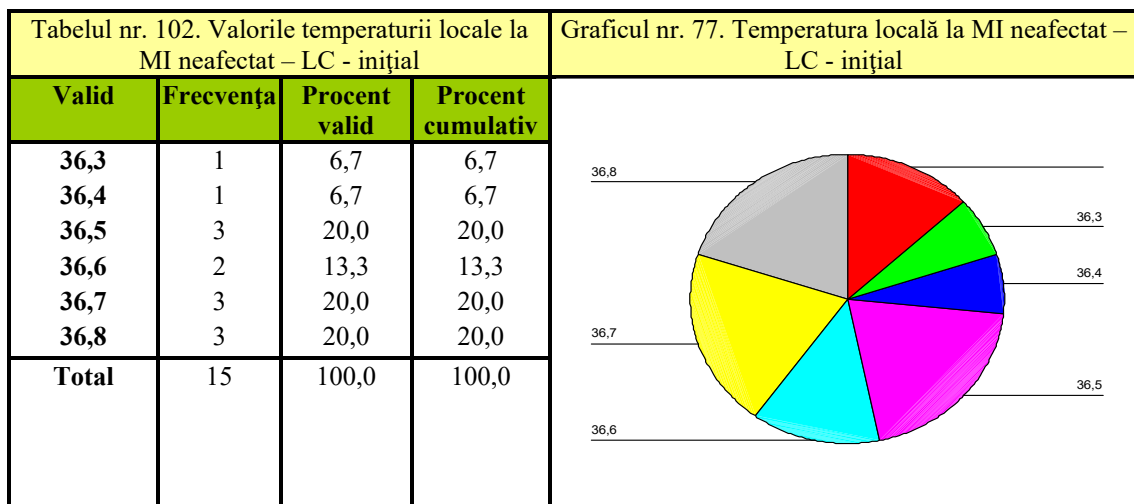 Tabelul nr. 102. Valorile temperaturii locale la
MI neafectat – LC - iniţial
Graficul nr. 77. Temperatura locală la MI neafectat –
LC - iniţial
Valid Frecvenţa Procent valid Procent cumulativ
36,3 1 6,7 6,7
36,4 1 6,7 6,7
36,5 3 20,0 20,0
36,6 2 13,3 13,3
36,7 3 20,0 20,0
36,8 3 20,0 20,0
Total 15 100,0 100,0
36,8
36,3
36,4
36,7
36,5
36,6